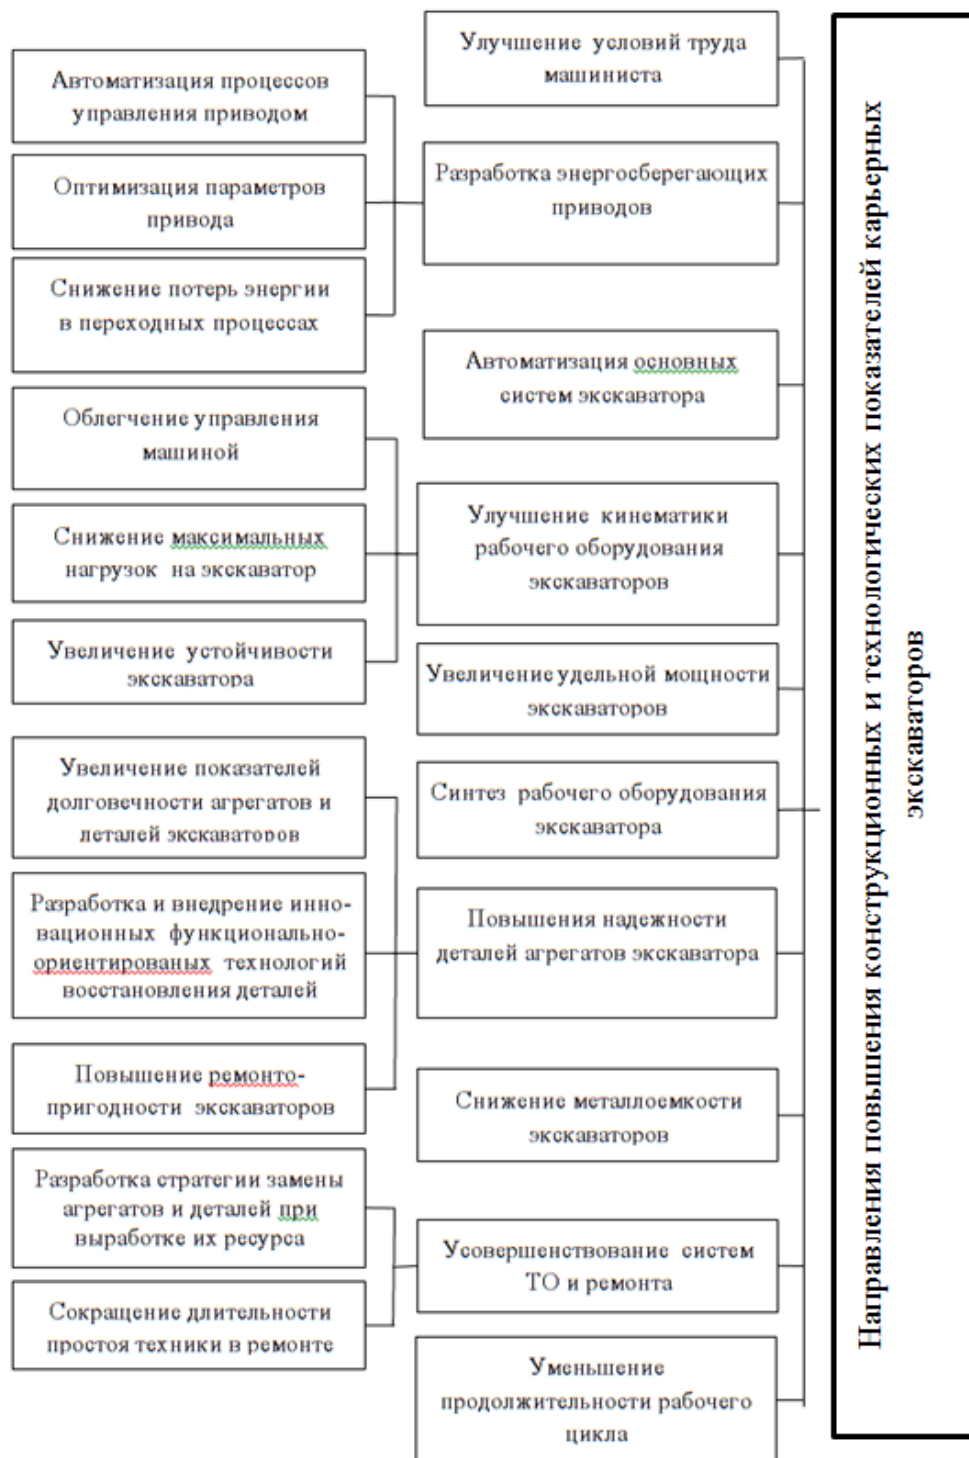 Улучшение условий труда
машиниста
Автоматизация процессов
управления приводом
Разработка энергосберегающих
приводов
Оптимизация параметров
привода
Снижение потерь энергии
в переходных процессах
Автоматизация основных
систем экскаватора
Облегчение управления
машиной
Улучшение кинематики
рабочего оборудования
экскаваторов
Снижение максимальных
нагрузок на экскаватор
Увеличение устойчивости
экскаватора
Увеличение удельной мощности
экскаваторов
Увеличение показателей
долговечности агрегатов и
деталей экскаваторов
Синтез рабочего оборудования
экскаватора
Разработка и внедрение инно-
вационных функционально-
ориентированых технологий
восстановления деталей
Повышения надежности
деталей агрегатов экскаватора
Повышение ремонто-
пригодности экскаваторов
Снижение металлоемкости
экскаваторов
Разработка стратегии замены
агрегатов и деталей при
выработке их ресурса
Усовершенствование систем
ТО и ремонта
Сокращение длительности
простоя техники в ремонте
Уменьшение
продолжительности рабочего
цикла
Направления повышения конструкционных и технологических показателей карьерных
экскаваторов